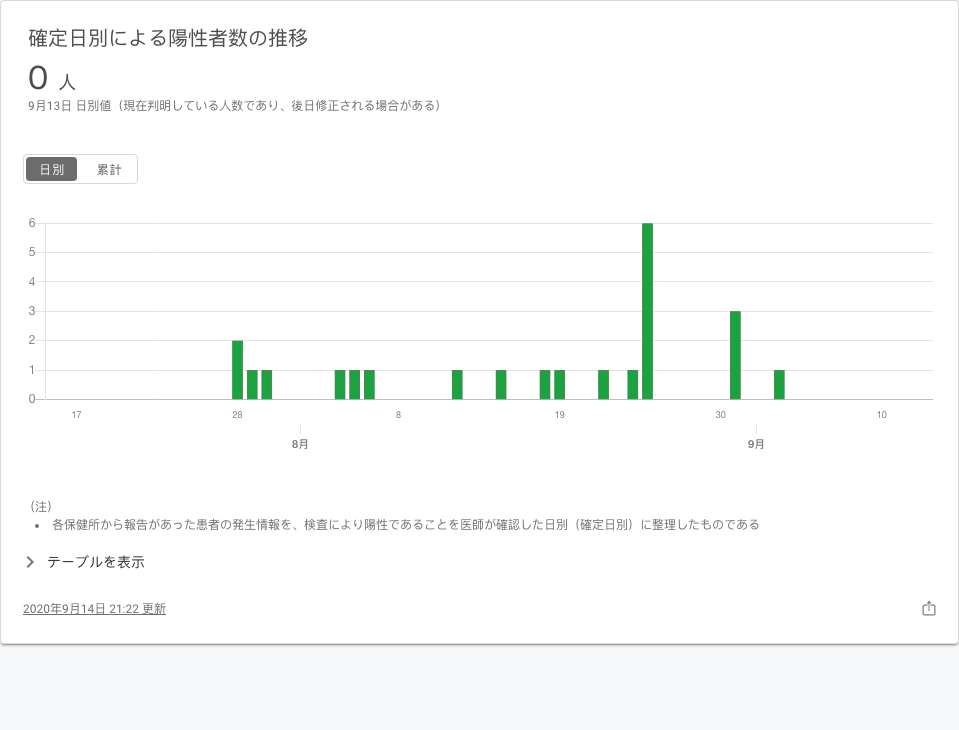 確定日別による陽性者数の推移
0 人
9月13日 日別値（現在判明している人数であり、後日修正される場合がある）
日別 累計
6
5
4
3
2
1
0
17 28 8 19 30 10
8月 9月
（注）
• 各保健所から報告があった患者の発生情報を、検査により陽性であることを医師が確認した日別（確定日別）に整理したものである
テーブルを表示
2020年9月14日 21:22 更新